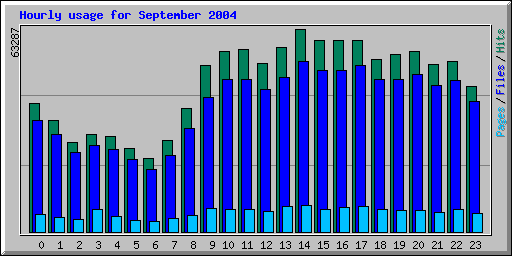 Hourly usage for September 2004
63287
Pages/Files/Hits
0 1 2 3 4 5 6 7 8 9 10 11 12 13 14 15 16 17 18 19 20 21 22 23